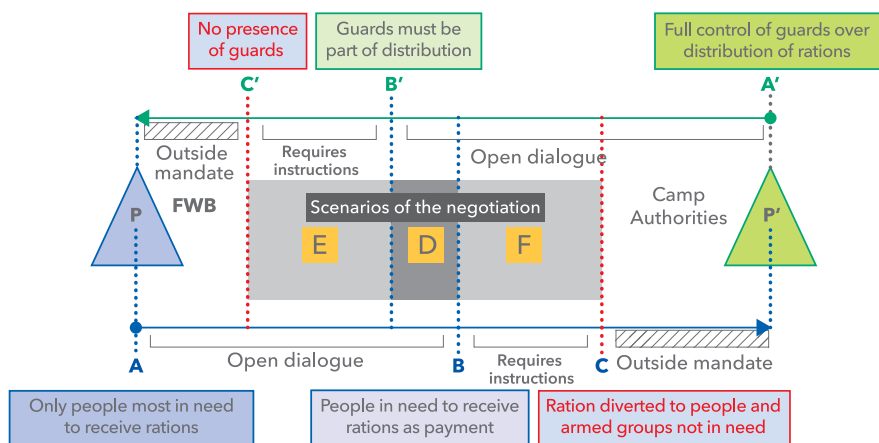 No presence
of guards
Guards must be
part of distribution
Full control of guards over
distribution of rations
C’
B’
A’
Outside
mandate
Requires
instructions
Open dialogue
FWB
P
Scenarios of the negotiation
E
D
F
Camp
Authorities
P’
A
Open dialogue
B
Requires
instructions
C
Outside mandate
Only people most in need
to receive rations
People in need to receive
rations as payment
Ration diverted to people and
armed groups not in need